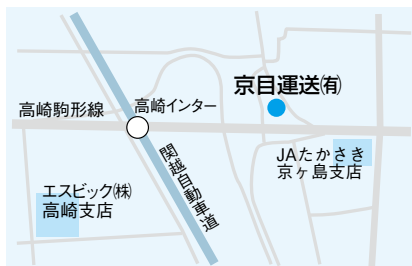 京目運送㈲
高崎駒形線
高崎インター
関越自動車道
JAたかさき
京ヶ島支店
エスビック㈱
高崎支店